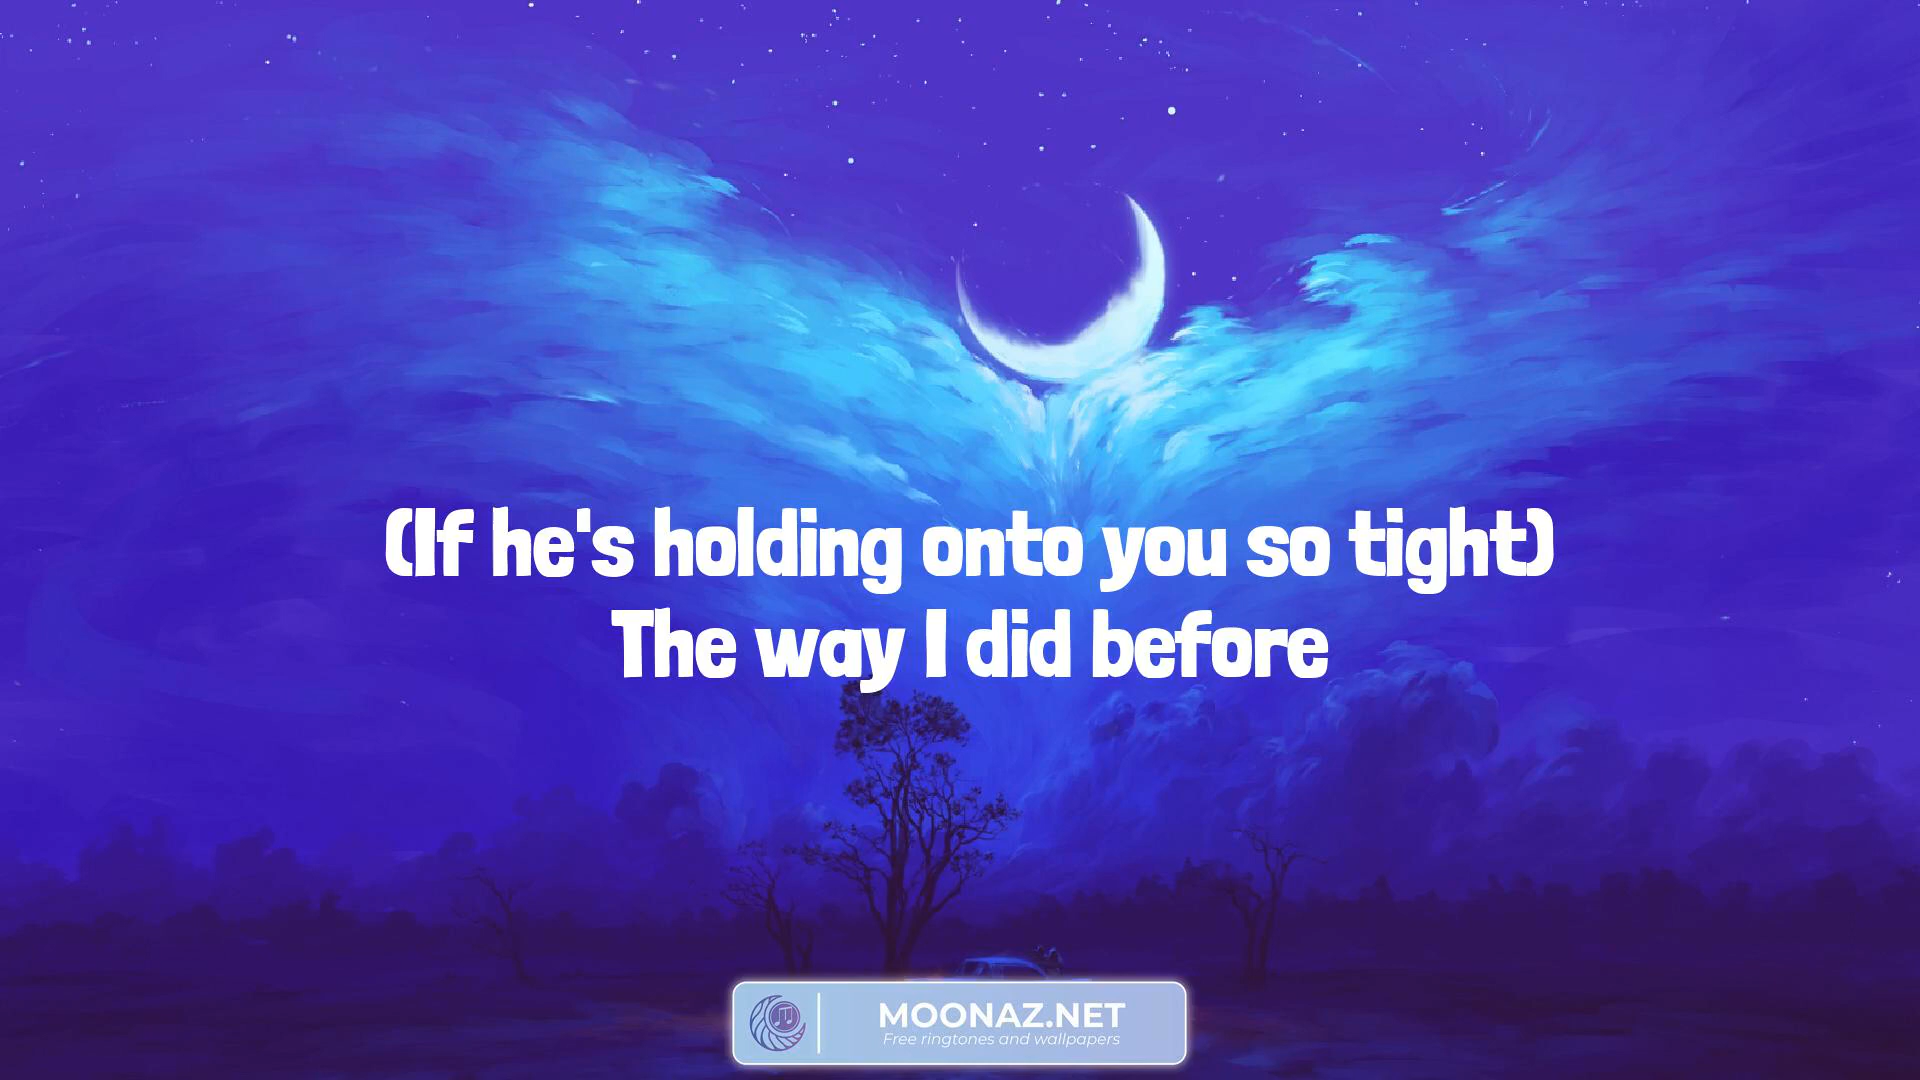 (If he's holding onto you so tight)
The way I did before
MOONAZ.NET
Free ringtones and wallpapers